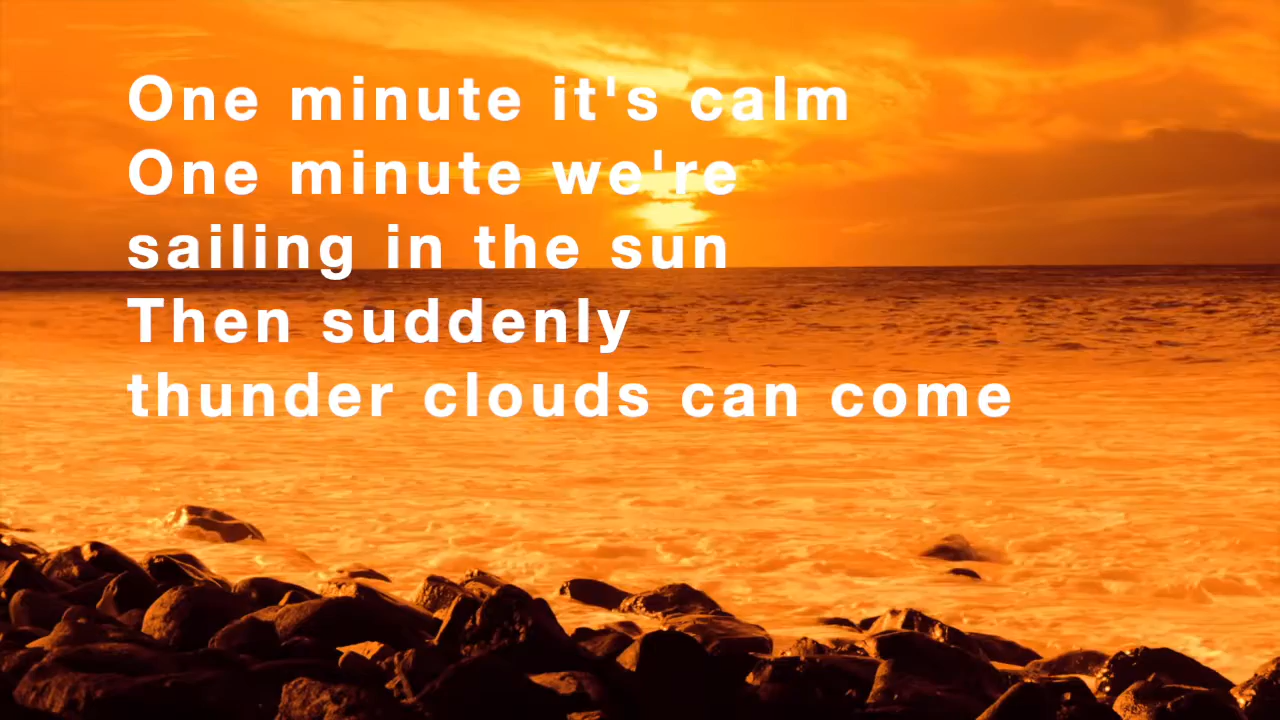 One minute it's calm
One minute we're
sailing in the sun
Then suddenly
thunder clouds can come